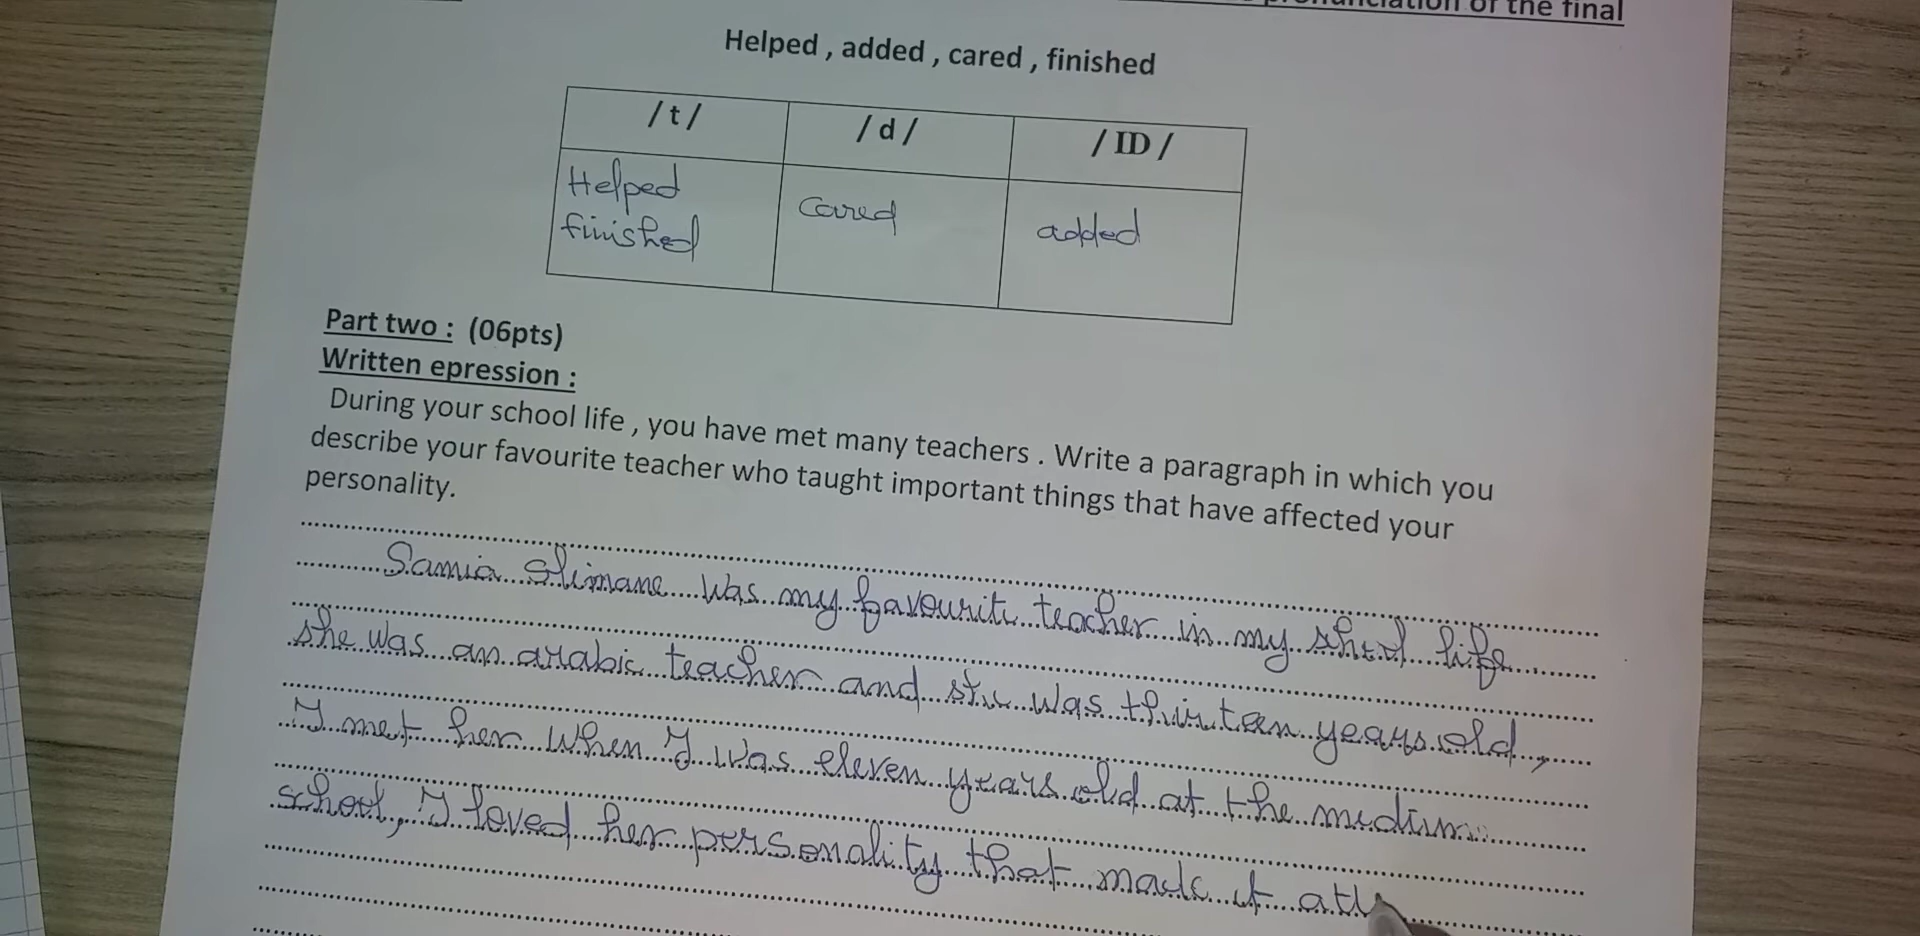 pronunciation of the final
Helped , added , cared , finished
/ t / / d / / ID /
Helped cared added
finished
Part two : (06pts)
Written epression :
During your school life , you have met many teachers . Write a paragraph in which you
describe your favourite teacher who taught important things that have affected your
personality.
Samia Slimane was my favourite teacher in my life
she was an arabic teacher and she was years old,
I met her when I was eleven years old at the
school, I loved her personality that made it